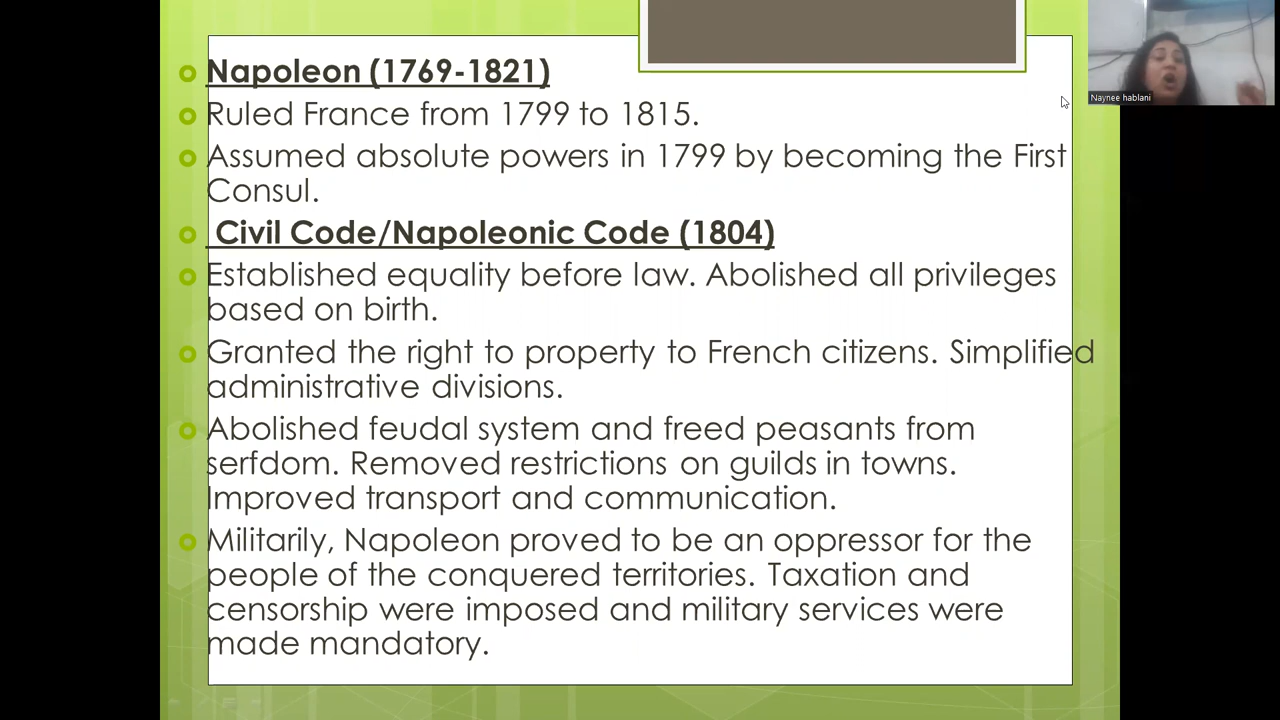 Napoleon (1769-1821)
Ruled France from 1799 to 1815.
Assumed absolute powers in 1799 by becoming the First
Consul.
Civil Code/Napoleonic Code (1804)
Established equality before law. Abolished all privileges
based on birth.
Granted the right to property to French citizens. Simplified
administrative divisions.
Abolished feudal system and freed peasants from
serfdom. Removed restrictions on guilds in towns.
Improved transport and communication.
Militarily, Napoleon proved to be an oppressor for the
people of the conquered territories. Taxation and
censorship were imposed and military services were
made mandatory.
Naynee hablani